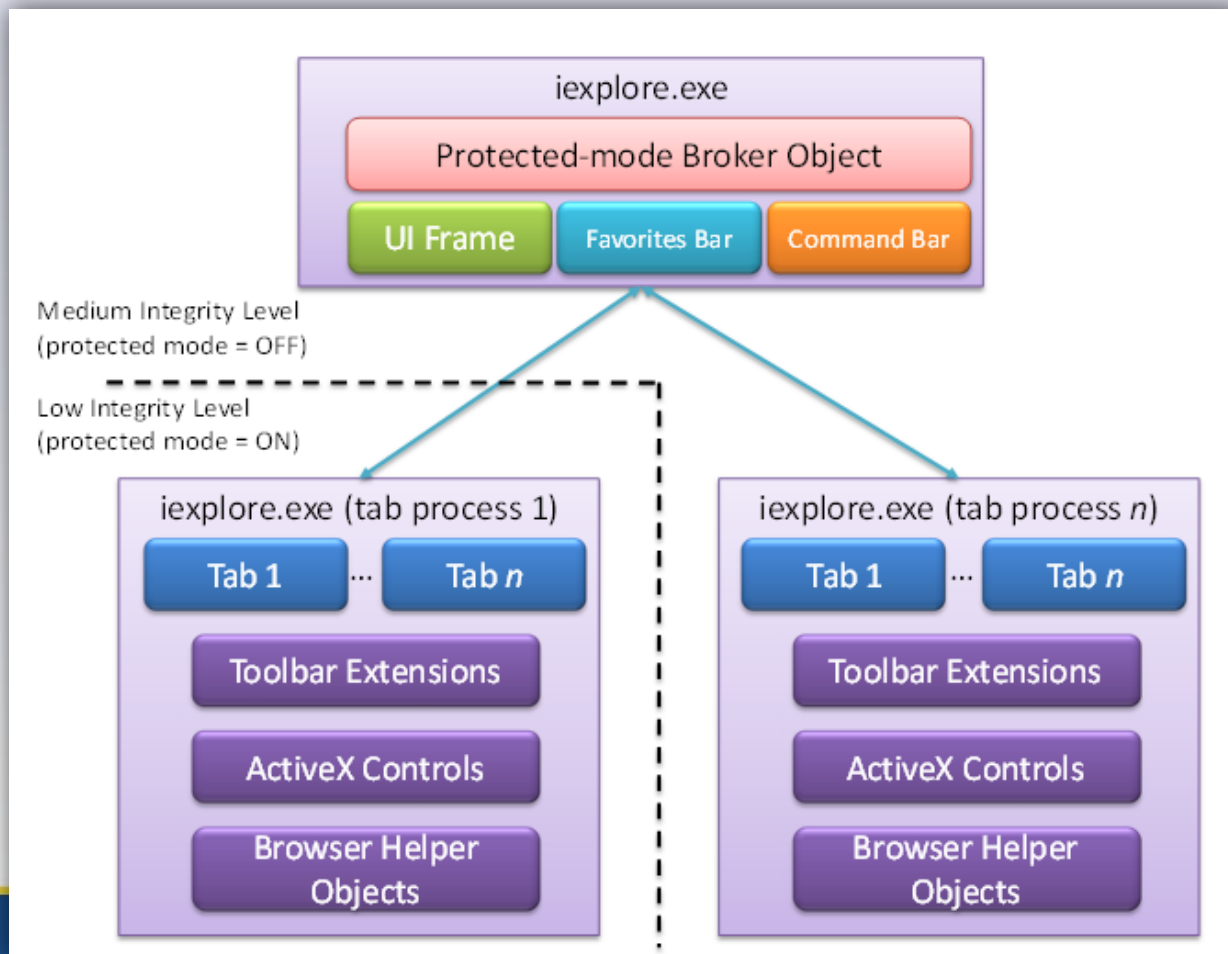 iexplore.exe
Protected-mode Broker Object
UI Frame
Favorites Bar
Command Bar
Medium Integrity Level
(protected mode = OFF)
Low Integrity Level
(protected mode = ON)
iexplore.exe (tab process 1)
Tab 1
...
Tab n
Toolbar Extensions
ActiveX Controls
Browser Helper
Objects
iexplore.exe (tab process n)
Tab 1
...
Tab n
Toolbar Extensions
ActiveX Controls
Browser Helper
Objects